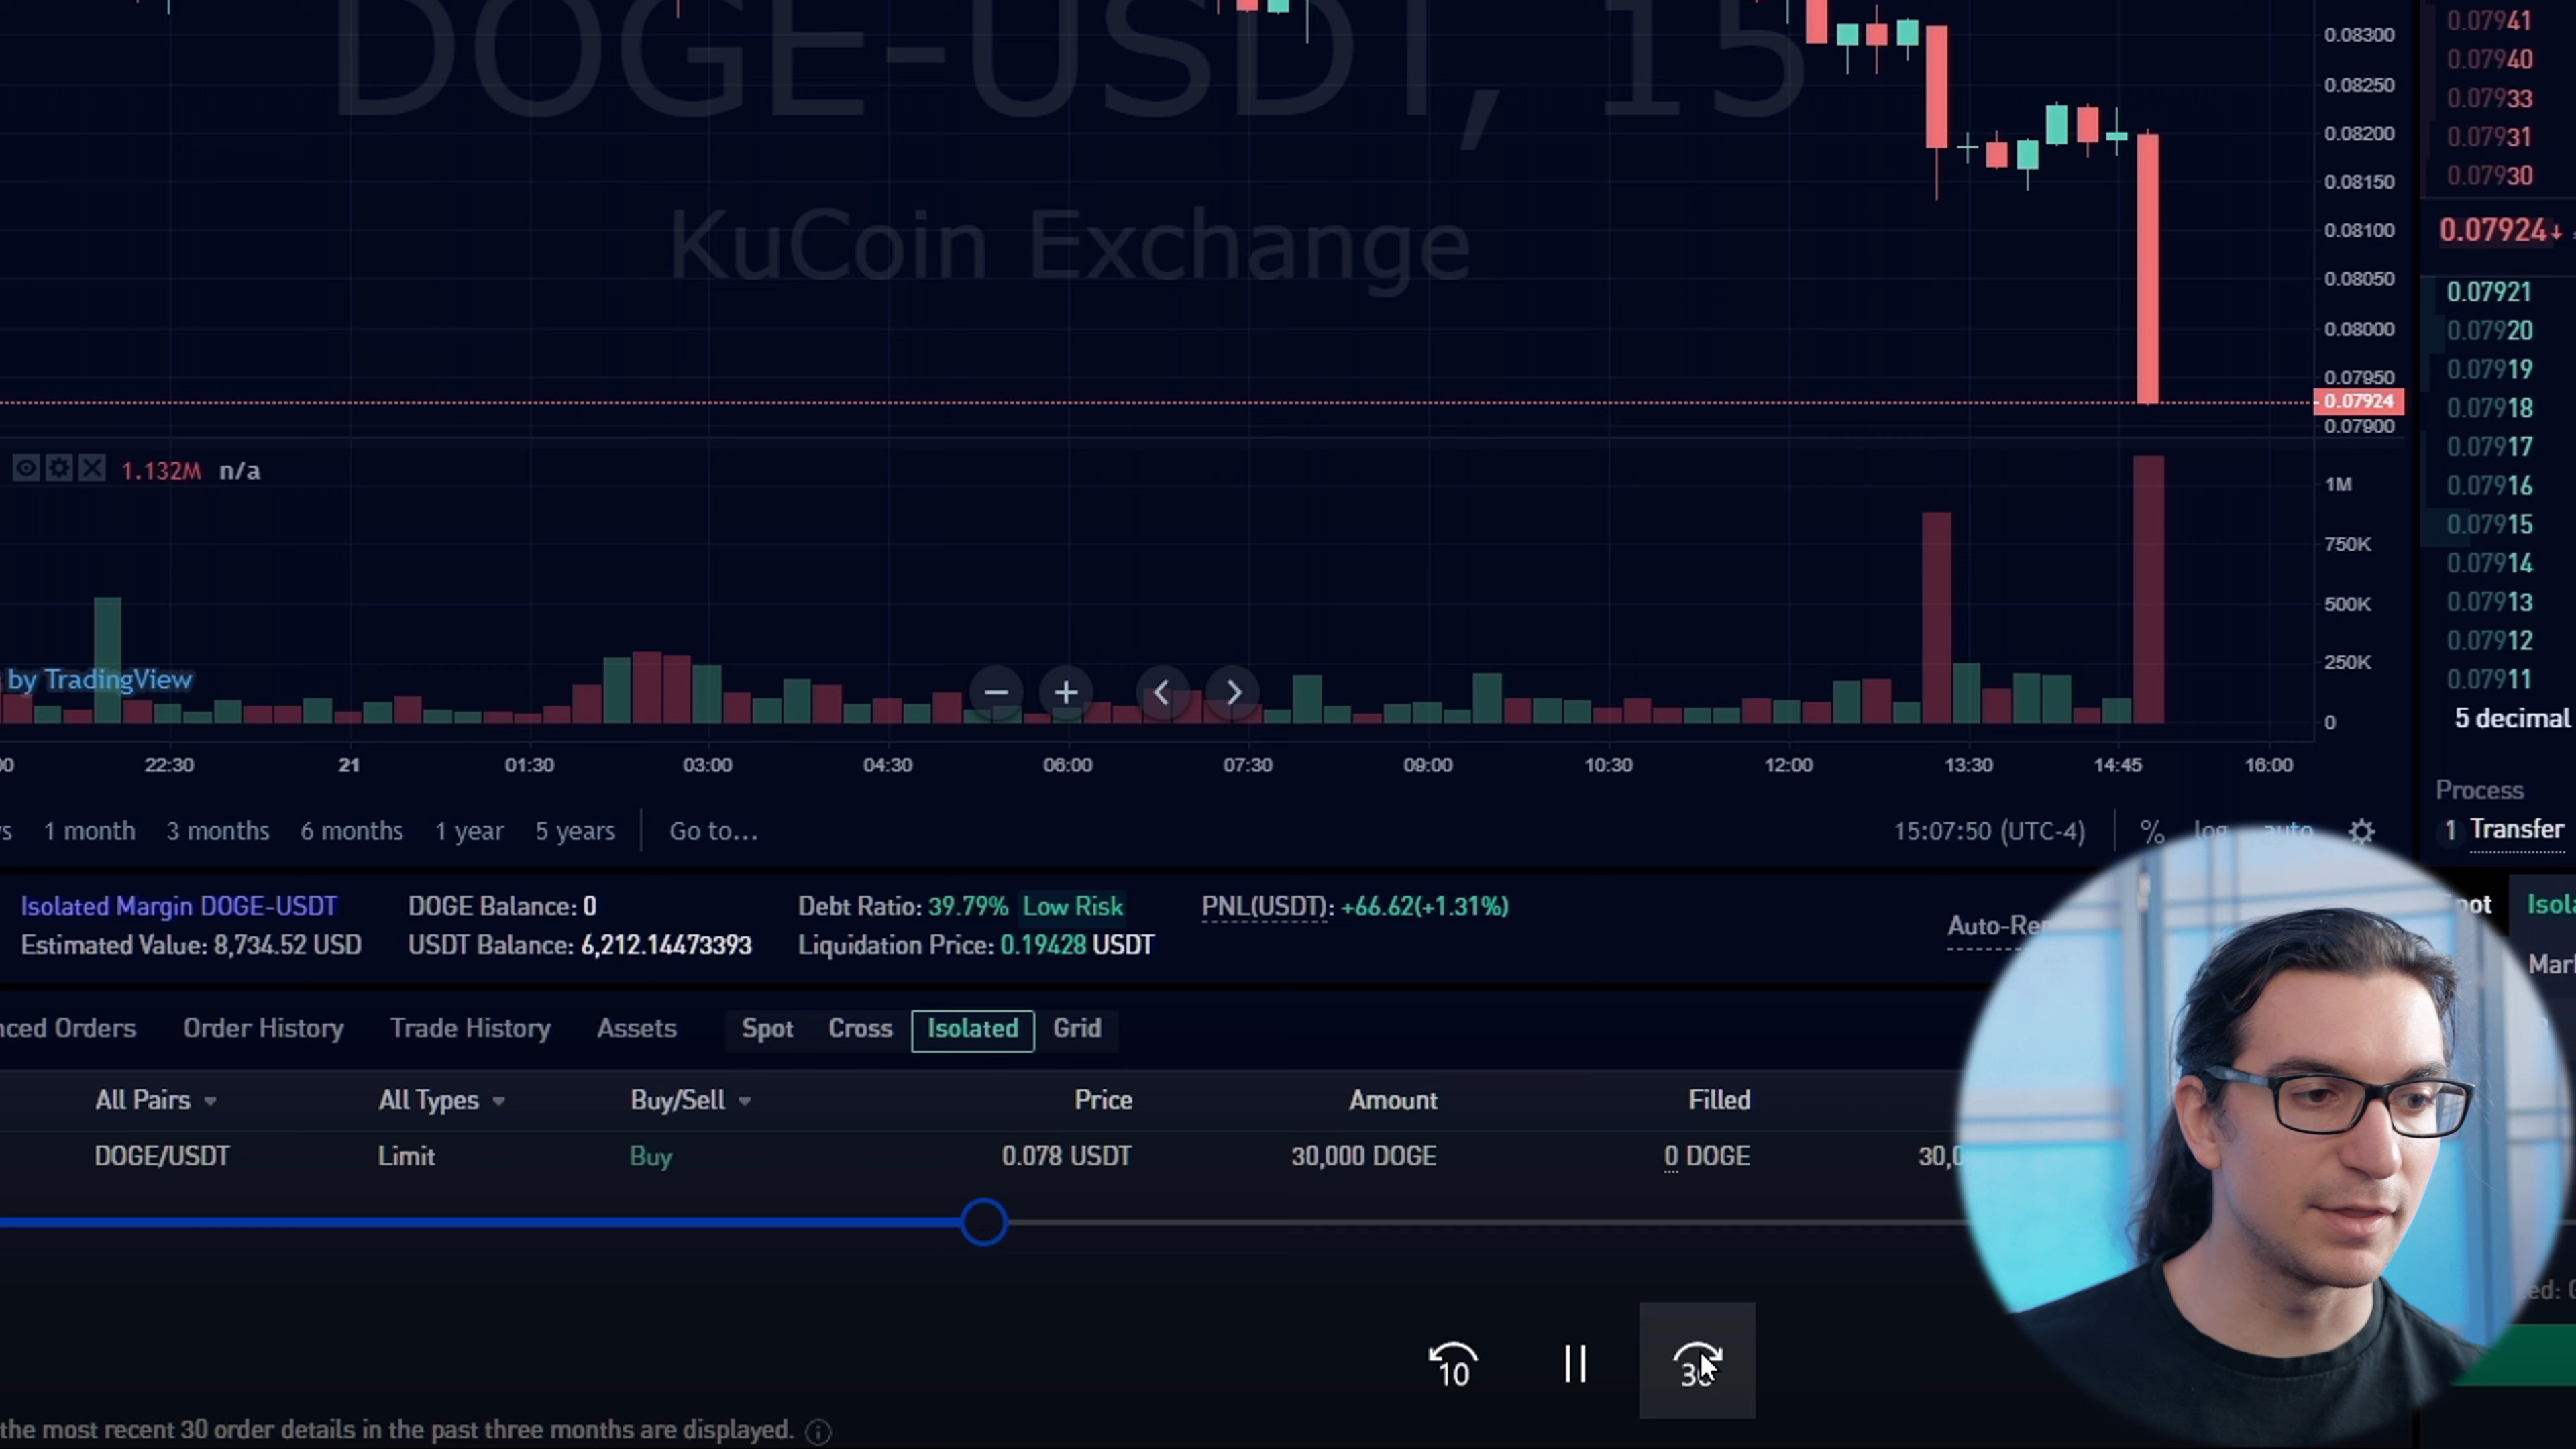 DOGE-USDT, 15
KuCoin Exchange
0.08300
0.08250
0.08200
0.08150
0.08100
0.08050
0.08000
0.07950
0.07924
0.07900
0.07941
0.07940
0.07933
0.07931
0.07930
0.07924↓
0.07921
0.07920
0.07919
0.07918
0.07917
0.07916
0.07915
0.07914
0.07913
0.07912
0.07911
5 decimal
1.132M n/a
1M
750K
500K
250K
0
by TradingView
22:30 21 01:30 03:00 04:30 06:00 07:30 09:00 10:30 12:00 13:30 14:45 16:00
1 month 3 months 6 months 1 year 5 years Go to... 15:07:50 (UTC-4) % log auto
Process
1 Transfer
Isolated Margin DOGE-USDT DOGE Balance: 0 Debt Ratio: 39.79% Low Risk PNL(USDT): +66.62(+1.31%)
Estimated Value: 8,734.52 USD USDT Balance: 6,212.14473393 Liquidation Price: 0.19428 USDT
Order History Trade History Assets Spot Cross Isolated Grid
All Pairs All Types Buy/Sell Price Amount Filled
DOGE/USDT Limit Buy 0.078 USDT 30,000 DOGE 0 DOGE
10 30
the most recent 30 order details in the past three months are displayed.